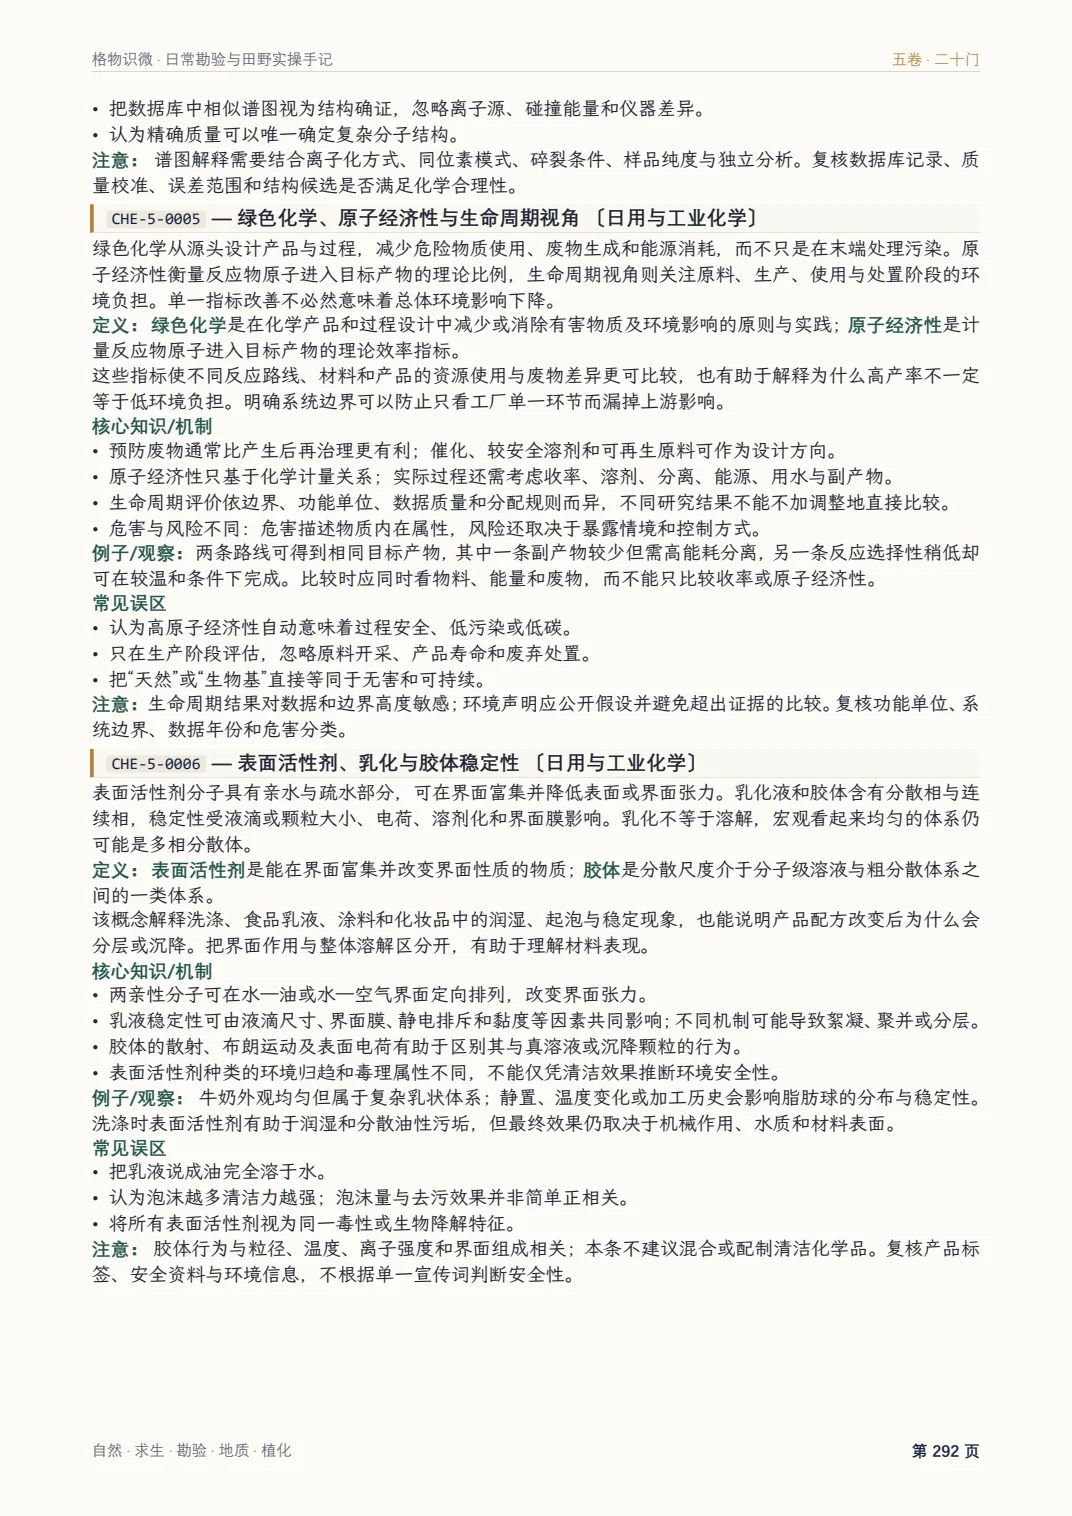 格物识微 · 日常勘验与田野实操手记
五卷 · 二十门
• 把数据库中相似谱图视为结构确证，忽略离子源、碰撞能量和仪器差异。
• 认为精确质量可以唯一确定复杂分子结构。
注意： 谱图解释需要结合离子化方式、同位素模式、碎裂条件、样品纯度与独立分析。复核数据库记录、质
量校准、误差范围和结构候选是否满足化学合理性。
CHE-5-0005 — 绿色化学、原子经济性与生命周期视角 〔日用与工业化学〕
绿色化学从源头设计产品与过程，减少危险物质使用、废物生成和能源消耗，而不只是在末端处理污染。原
子经济性衡量反应物原子进入目标产物的理论比例，生命周期视角则关注原料、生产、使用与处置阶段的环
境负担。单一指标改善不必然意味着总体环境影响下降。
定义：绿色化学是在化学产品和过程设计中减少或消除有害物质及环境影响的原则与实践；原子经济性是计
量反应物原子进入目标产物的理论效率指标。
这些指标使不同反应路线、材料和产品的资源使用与废物差异更可比较，也有助于解释为什么高产率不一定
等于低环境负担。明确系统边界可以防止只看工厂单一环节而漏掉上游影响。
核心知识/机制
• 预防废物通常比产生后再治理更有利；催化、较安全溶剂和可再生原料可作为设计方向。
• 原子经济性只基于化学计量关系；实际过程还需考虑收率、溶剂、分离、能源、用水与副产物。
• 生命周期评价依边界、功能单位、数据质量和分配规则而异，不同研究结果不能不加调整地直接比较。
• 危害与风险不同：危害描述物质内在属性，风险还取决于暴露情境和控制方式。
例子/观察： 两条路线可得到相同目标产物，其中一条副产物较少但需高能耗分离，另一条反应选择性稍低却
可在较温和条件下完成。比较时应同时看物料、能量和废物，而不能只比较收率或原子经济性。
常见误区
• 认为高原子经济性自动意味着过程安全、低污染或低碳。
• 只在生产阶段评估，忽略原料开采、产品寿命和废弃处置。
• 把“天然”或“生物基”直接等同于无害和可持续。
注意：生命周期结果对数据和边界高度敏感；环境声明应公开假设并避免超出证据的比较。复核功能单位、系
统边界、数据年份和危害分类。
CHE-5-0006 — 表面活性剂、乳化与胶体稳定性 〔日用与工业化学〕
表面活性剂分子具有亲水与疏水部分，可在界面富集并降低表面或界面张力。乳化液和胶体含有分散相与连
续相，稳定性受液滴或颗粒大小、电荷、溶剂化和界面膜影响。乳化不等于溶解，宏观看起来均匀的体系仍
可能是多相分散体。
定义：表面活性剂是能在界面富集并改变界面性质的物质；胶体是分散尺度介于分子级溶液与粗分散体系之
间的一类体系。
该概念解释洗涤、食品乳液、涂料和化妆品中的润湿、起泡与稳定现象，也能说明产品配方改变后为什么会
分层或沉降。把界面作用与整体溶解区分开，有助于理解材料表现。
核心知识/机制
• 两亲性分子可在水—油或水—空气界面定向排列，改变界面张力。
• 乳液稳定性可由液滴尺寸、界面膜、静电排斥和黏度等因素共同影响；不同机制可能导致絮凝、聚并或分层。
• 胶体的散射、布朗运动及表面电荷有助于区别其与真溶液或沉降颗粒的行为。
• 表面活性剂种类的环境归趋和毒理属性不同，不能仅凭清洁效果推断环境安全性。
例子/观察： 牛奶外观均匀但属于复杂乳状体系；静置、温度变化或加工历史会影响脂肪球的分布与稳定性。
洗涤时表面活性剂有助于润湿和分散油性污垢，但最终效果仍取决于机械作用、水质和材料表面。
常见误区
• 把乳液说成油完全溶于水。
• 认为泡沫越多清洁力越强；泡沫量与去污效果并非简单正相关。
• 将所有表面活性剂视为同一毒性或生物降解特征。
注意： 胶体行为与粒径、温度、离子强度和界面组成相关；本条不建议混合或配制清洁化学品。复核产品标
签、安全资料与环境信息，不根据单一宣传词判断安全性。
自然 · 求生 · 勘验 · 地质 · 植化
第 292 页